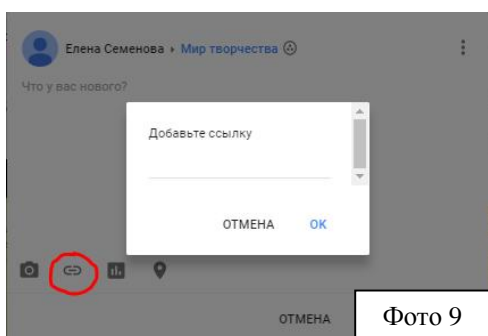 Елена Семенова ▸ Мир творчества
Что у вас нового?
Добавьте ссылку
ОТМЕНА OK
ОТМЕНА
Фото 9